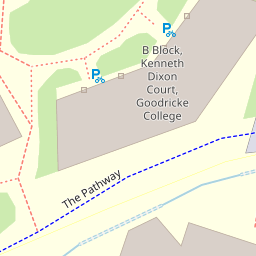 P
P
B Block,
Kenneth
Dixon
Court,
Goodricke
College
The Pathway